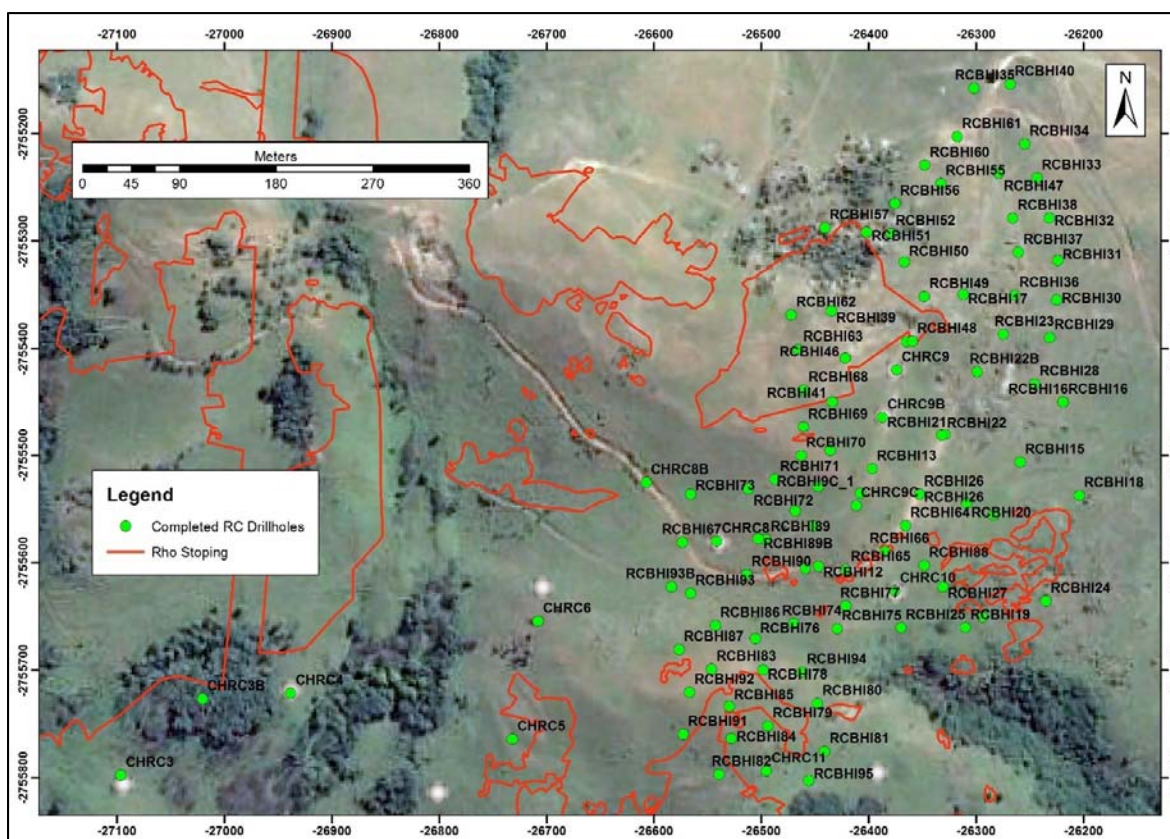 -27100 -27000 -26900 -26800 -26700 -26600 -26500 -26400 -26300 -26200
N
RCBHI35 RCBHI40
-2755200
RCBHI61 RCBHI34
Meters
0 45 90 180 270 360
RCBHI60 RCBHI55 RCBHI33
RCBHI56 RCBHI47
RCBHI38
-2755300
RCBHI57 RCBHI52 RCBHI32
RCBHI51
RCBHI50 RCBHI37
RCBHI31
RCBHI49 RCBHI36
RCBHI62 RCBHI17 RCBHI30
RCBHI39
-2755400
RCBHI63 RCBHI48 RCBHI23 RCBHI29
RCBHI46 CHRC9 RCBHI22B
RCBHI68 RCBHI28
RCBHI41 RCBHI16RCBHI16
RCBHI69 CHRC9B
RCBHI21 RCBHI22
-2755500
RCBHI70 RCBHI13 RCBHI15
CHRC8B RCBHI71
RCBHI73 RCBHI9C_1 RCBHI26 RCBHI18
Legend
RCBHI72 CHRC9C RCBHI26
Completed RC Drillholes
RCBHI64 RCBHI20
Rho Stoping
RCBHI67 CHRC8 RCBHI89 RCBHI66
-2755600
RCBHI89B
RCBHI90 RCBHI65 RCBHI88
RCBHI93B RCBHI93 RCBHI12 CHRC10 RCBHI24
CHRC6 RCBHI77 RCBHI27
RCBHI86 RCBHI74 RCBHI75 RCBHI25 RCBHI19
RCBHI87 RCBHI76
-2755700
RCBHI83 RCBHI94
CHRC3B CHRC4 RCBHI92 RCBHI78
RCBHI85 RCBHI80
CHRC5 RCBHI91 RCBHI79
RCBHI84 RCBHI81
-2755800
CHRC3 RCBHI82 CHRC11
RCBHI95
-27100 -27000 -26900 -26800 -26700 -26600 -26500 -26400 -26300 -26200